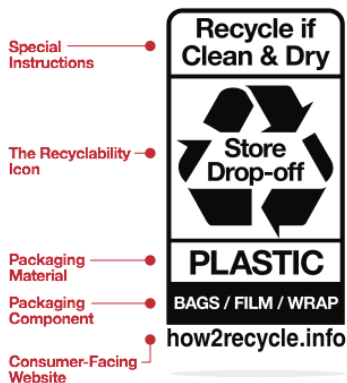 Special
Instructions
Recycle if
Clean & Dry
The Recyclability
Icon
Store
Drop-off
Packaging
Material
PLASTIC
Packaging
Component
BAGS / FILM / WRAP
how2recycle.info
Consumer-Facing
Website